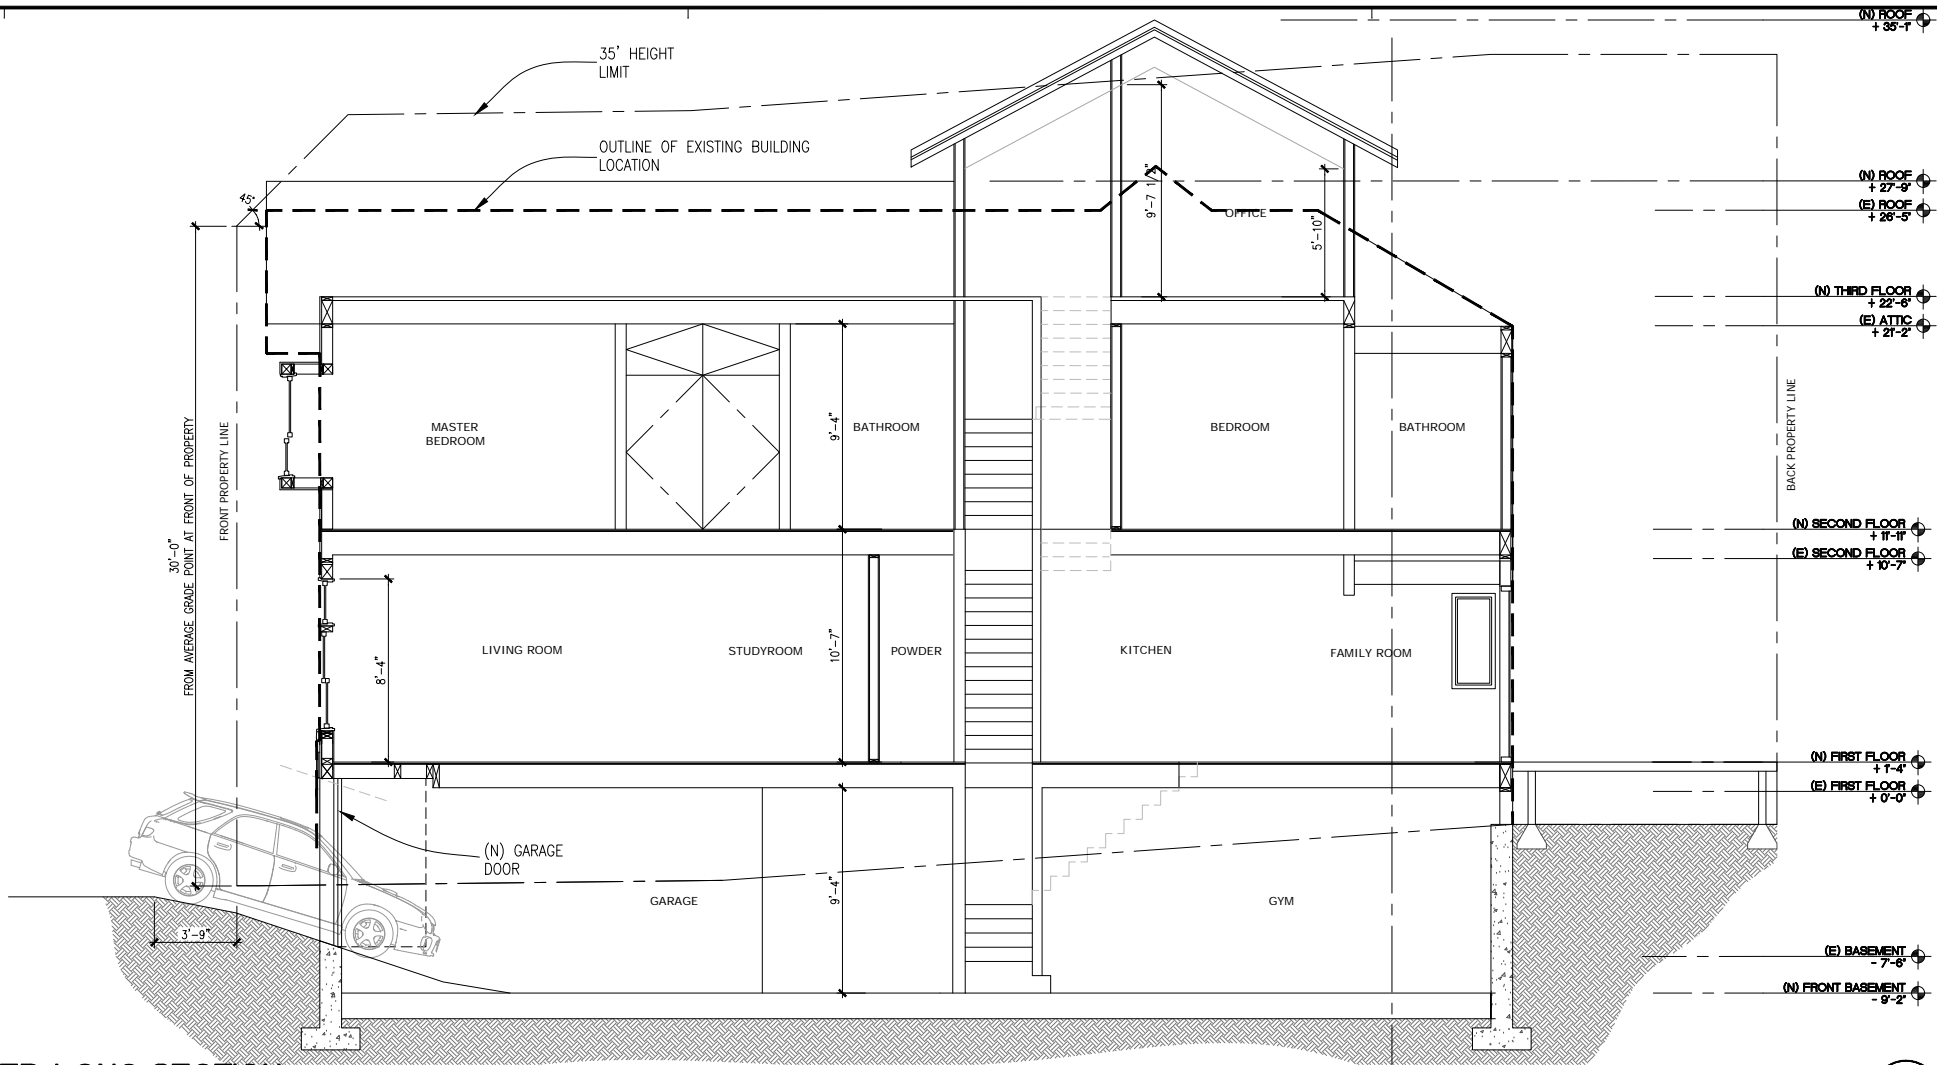 (N) ROOF
+ 35'-1"
35' HEIGHT
LIMIT
OUTLINE OF EXISTING BUILDING
LOCATION
(N) ROOF
+ 27'-9"
(E) ROOF
+ 26'-5"
45°
9'-7 1/2"
OFFICE
5'-10"
(N) THIRD FLOOR
+ 22'-6"
(E) ATTIC
+ 21'-2"
MASTER
BEDROOM
9'-4"
BATHROOM
BEDROOM
BATHROOM
BACK PROPERTY LINE
FRONT PROPERTY LINE
30'-0"
FROM AVERAGE GRADE POINT AT FRONT OF PROPERTY
(N) SECOND FLOOR
+ 11'-11"
(E) SECOND FLOOR
+ 10'-7"
LIVING ROOM
8'-4"
STUDYROOM
10'-7"
POWDER
KITCHEN
FAMILY ROOM
(N) FIRST FLOOR
+ 1'-4"
(E) FIRST FLOOR
+ 0'-0"
(N) GARAGE
DOOR
GARAGE
9'-4"
GYM
3'-9"
(E) BASEMENT
- 7'-6"
(N) FRONT BASEMENT
- 9'-2"
LONG SECTION